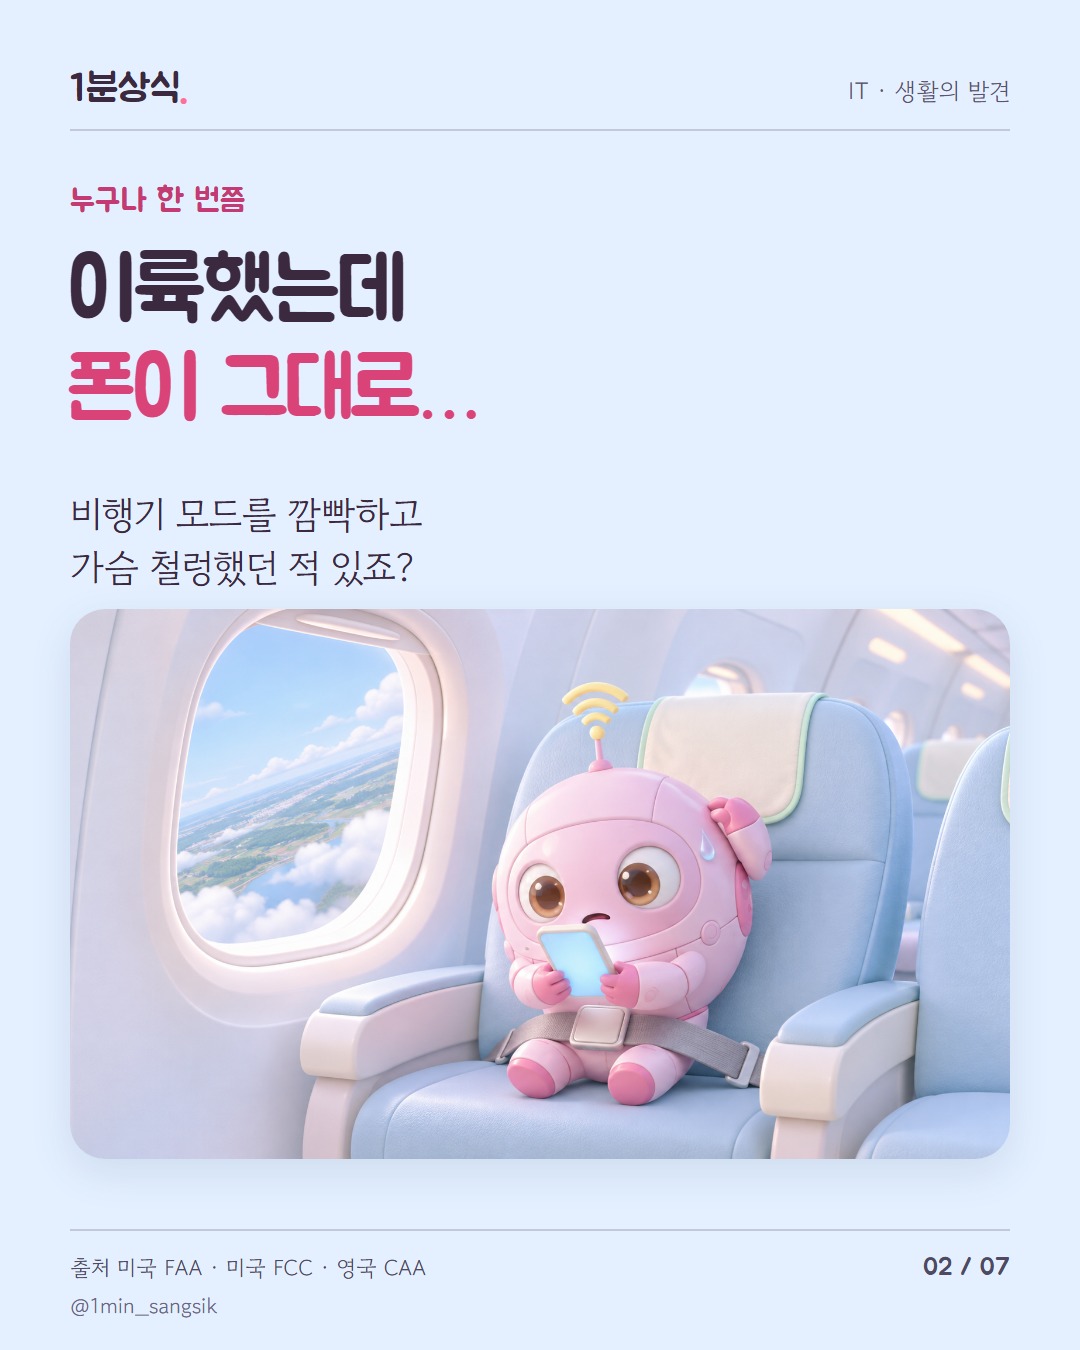 1분상식.
IT · 생활의 발견
누구나 한 번쯤
이륙했는데
폰이 그대로...
비행기 모드를 깜빡하고
가슴 철렁했던 적 있죠?
출처 미국 FAA · 미국 FCC · 영국 CAA
02 / 07
@1min_sangsik